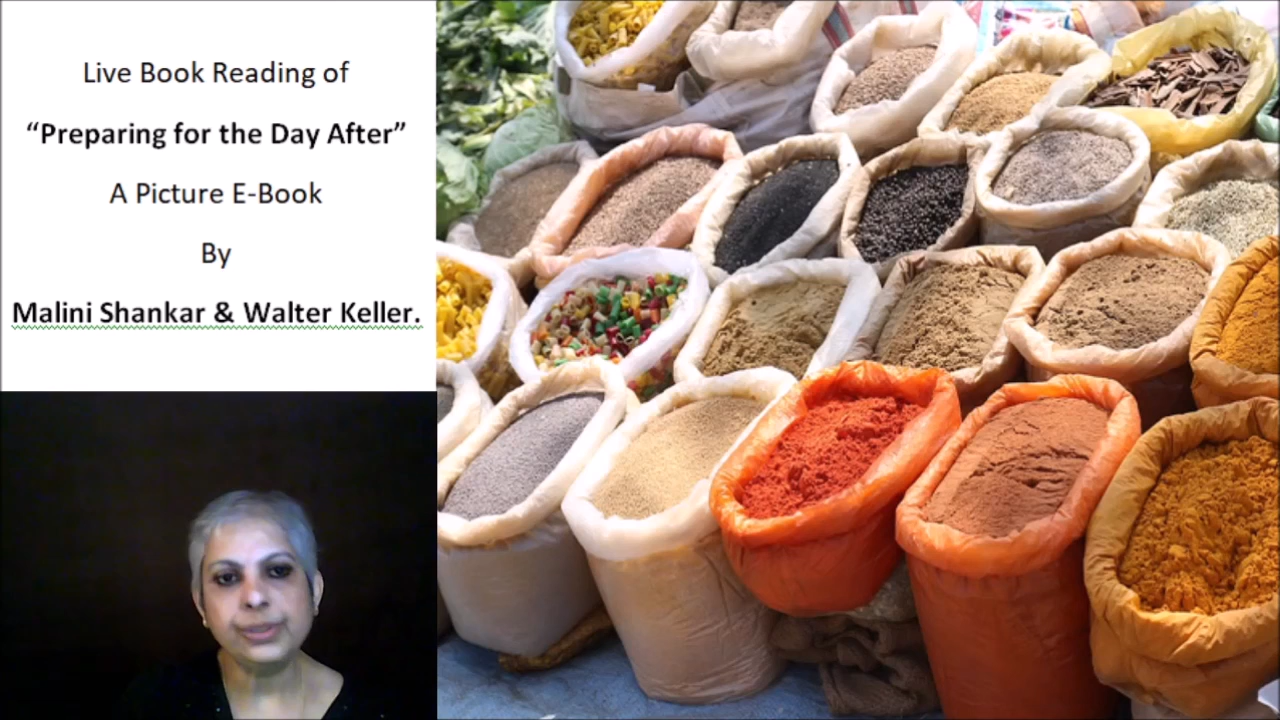 Live Book Reading of
“Preparing for the Day After”
A Picture E-Book
By
Malini Shankar & Walter Keller.